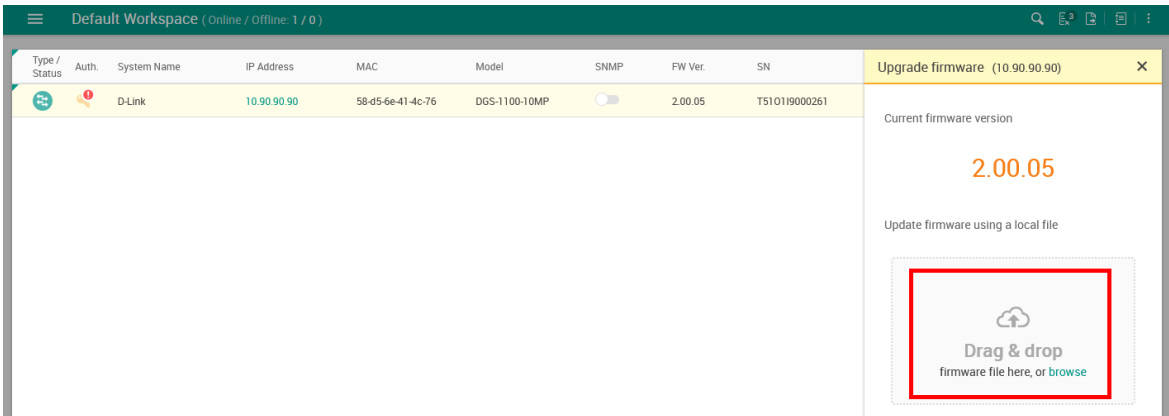 Default Workspace ( Online / Offline: 1 / 0 )
3
Type / Status Auth. System Name IP Address MAC Model SNMP FW Ver. SN
D-Link 10.90.90.90 58-d5-6e-41-4c-76 DGS-1100-10MP 2.00.05 T51O1I9000261
Upgrade firmware (10.90.90.90)
Current firmware version
2.00.05
Update firmware using a local file
Drag & drop
firmware file here, or browse